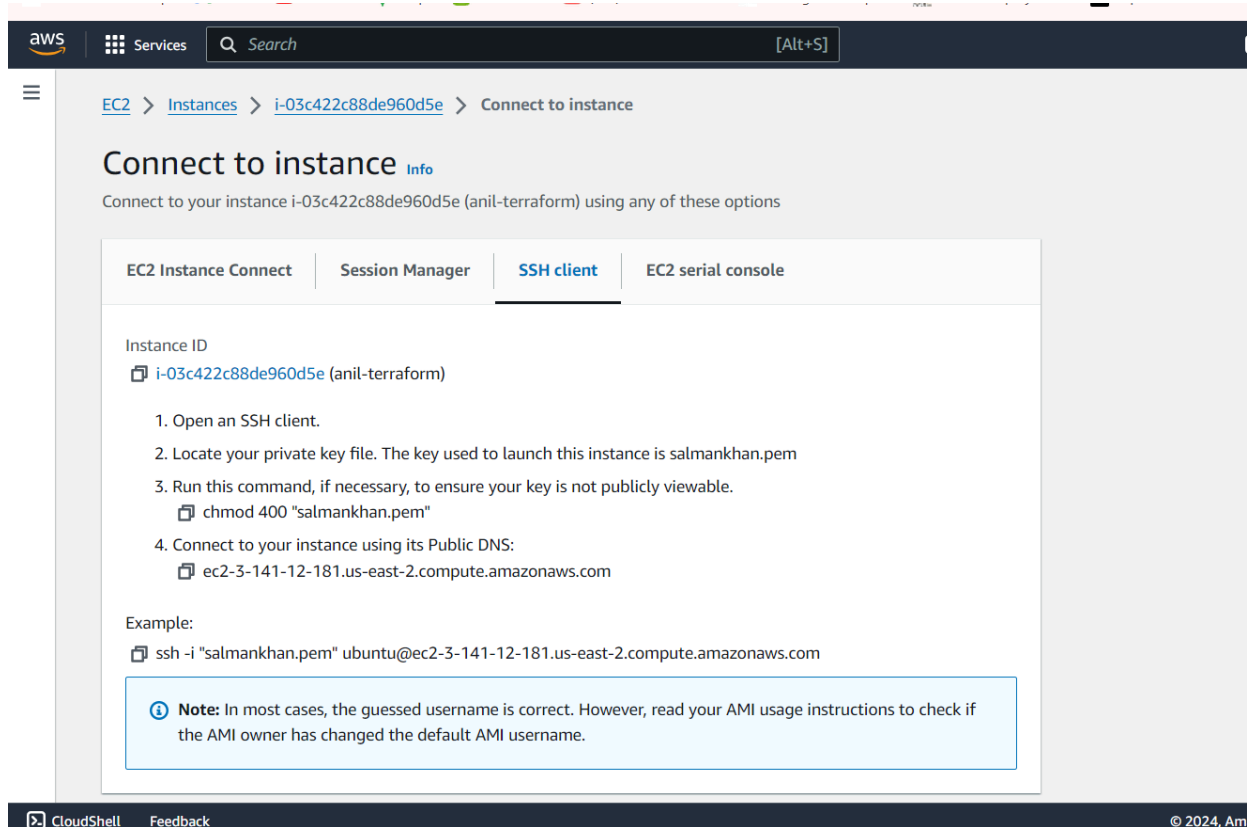 aws
Services
Search
[Alt+S]
EC2 > Instances > i-03c422c88de960d5e > Connect to instance
Connect to instance Info
Connect to your instance i-03c422c88de960d5e (anil-terraform) using any of these options
EC2 Instance Connect
Session Manager
SSH client
EC2 serial console
Instance ID
i-03c422c88de960d5e (anil-terraform)
1. Open an SSH client.
2. Locate your private key file. The key used to launch this instance is salmankhan.pem
3. Run this command, if necessary, to ensure your key is not publicly viewable.
chmod 400 "salmankhan.pem"
4. Connect to your instance using its Public DNS:
ec2-3-141-12-181.us-east-2.compute.amazonaws.com
Example:
ssh -i "salmankhan.pem" ubuntu@ec2-3-141-12-181.us-east-2.compute.amazonaws.com
Note: In most cases, the guessed username is correct. However, read your AMI usage instructions to check if
the AMI owner has changed the default AMI username.
CloudShell
Feedback
© 2024, Am